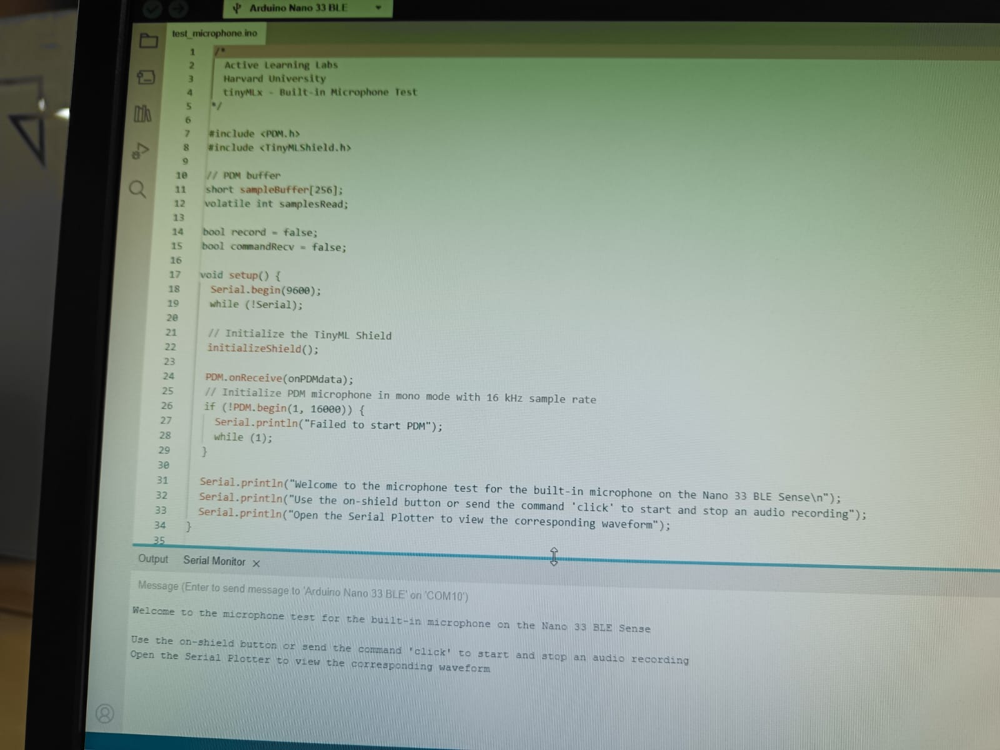 Arduino Nano 33 BLE
test_microphone.ino
1 /*
2 Active Learning Labs
3 Harvard University
4 tinyMLx - Built-in Microphone Test
5 */
6
7 #include <PDM.h>
8 #include <TinyMLShield.h>
9
10 // PDM buffer
11 short sampleBuffer[256];
12 volatile int samplesRead;
13
14 bool record = false;
15 bool commandRecv = false;
16
17 void setup() {
18 Serial.begin(9600);
19 while (!Serial);
20
21 // Initialize the TinyML Shield
22 initializeShield();
23
24 PDM.onReceive(onPDMdata);
25 // Initialize PDM microphone in mono mode with 16 kHz sample rate
26 if (!PDM.begin(1, 16000)) {
27 Serial.println("Failed to start PDM");
28 while (1);
29 }
30
31 Serial.println("Welcome to the microphone test for the built-in microphone on the Nano 33 BLE Sense\n");
32 Serial.println("Use the on-shield button or send the command 'click' to start and stop an audio recording");
33 Serial.println("Open the Serial Plotter to view the corresponding waveform");
34 }
35
Output Serial Monitor ×
Message (Enter to send message to 'Arduino Nano 33 BLE' on 'COM10')
Welcome to the microphone test for the built-in microphone on the Nano 33 BLE Sense
Use the on-shield button or send the command 'click' to start and stop an audio recording
Open the Serial Plotter to view the corresponding waveform